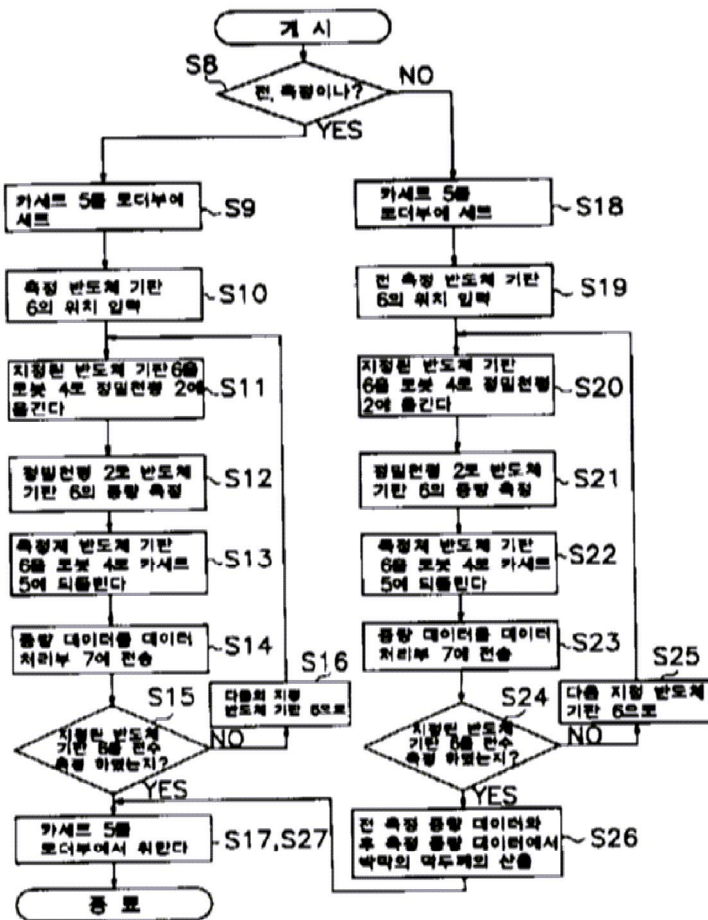 개 시
S8
전, 측정이냐?
NO
YES
카세트 5를 로더부에
세트
S9
측정 반도체 기판
6의 위치 입력
S10
지정된 반도체 기판 6을
로봇 4로 정밀천평 2에
옮긴다
S11
정밀천평 2로 반도체
기판 6의 중량 측정
S12
측정제 반도체 기판
6을 로봇 4로 카세트
5에 되돌린다
S13
중량 데이터를 데이터
처리부 7에 전송
S14
S15
지정된 반도체
기판 6을 전수
측정 하였는지?
NO
YES
S16
다음의 지정
반도체 기판 6으로
카세트 5를
로더부에서 취한다
S17,S27
종 료
카세트 5를
로더부에 세트
S18
전 측정 반도체 기판
6의 위치 입력
S19
지정된 반도체 기판
6을 로봇 4로 정밀천평
2에 옮긴다
S20
정밀천평 2로 반도체
기판 6의 중량 측정
S21
측정제 반도체 기판
6을 로봇 4로 카세트
5에 되돌린다
S22
중량 데이터를 데이터
처리부 7에 전송
S23
S24
지정된 반도체
기판 6을 전수
측정 하였는지?
NO
YES
S25
다음 지정 반도체
기판 6으로
전 측정 중량 데이터와
후 측정 중량 데이터에서
박막의 막두께의 산출
S26